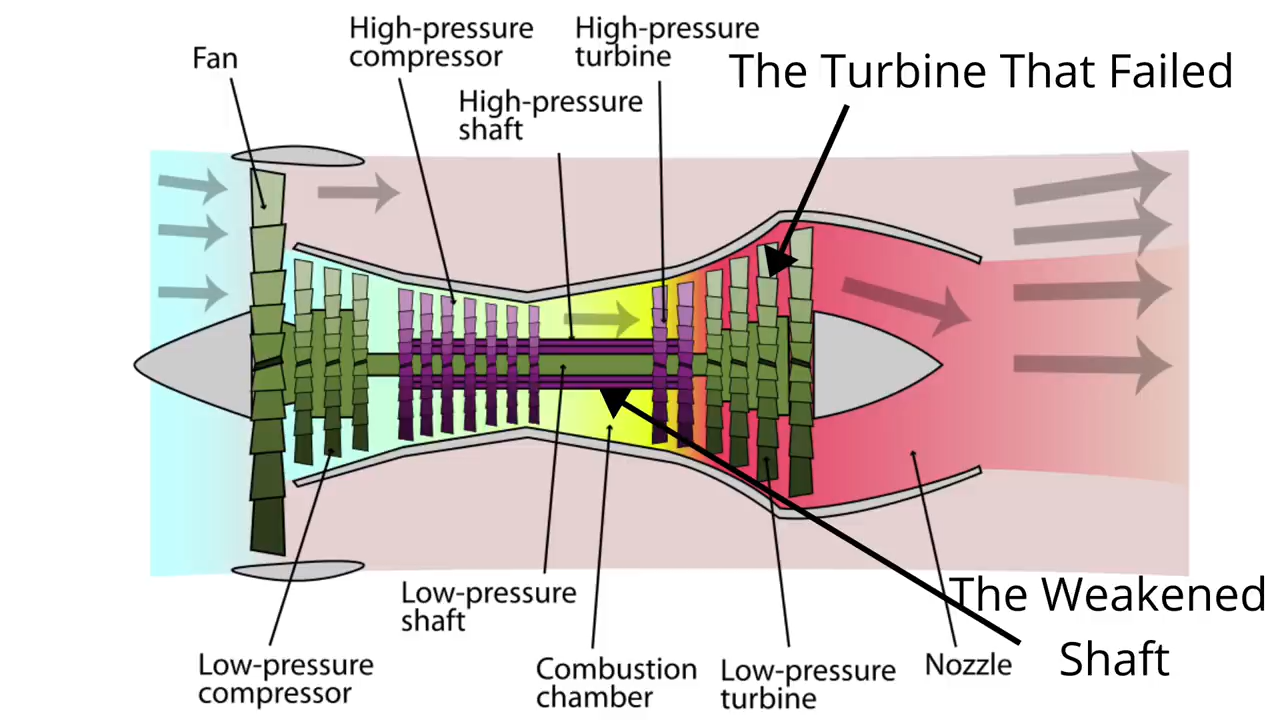 High-pressure
compressor
High-pressure
turbine
Fan
The Turbine That Failed
High-pressure
shaft
Low-pressure
shaft
The Weakened
Shaft
Low-pressure
compressor
Combustion
chamber
Low-pressure
turbine
Nozzle